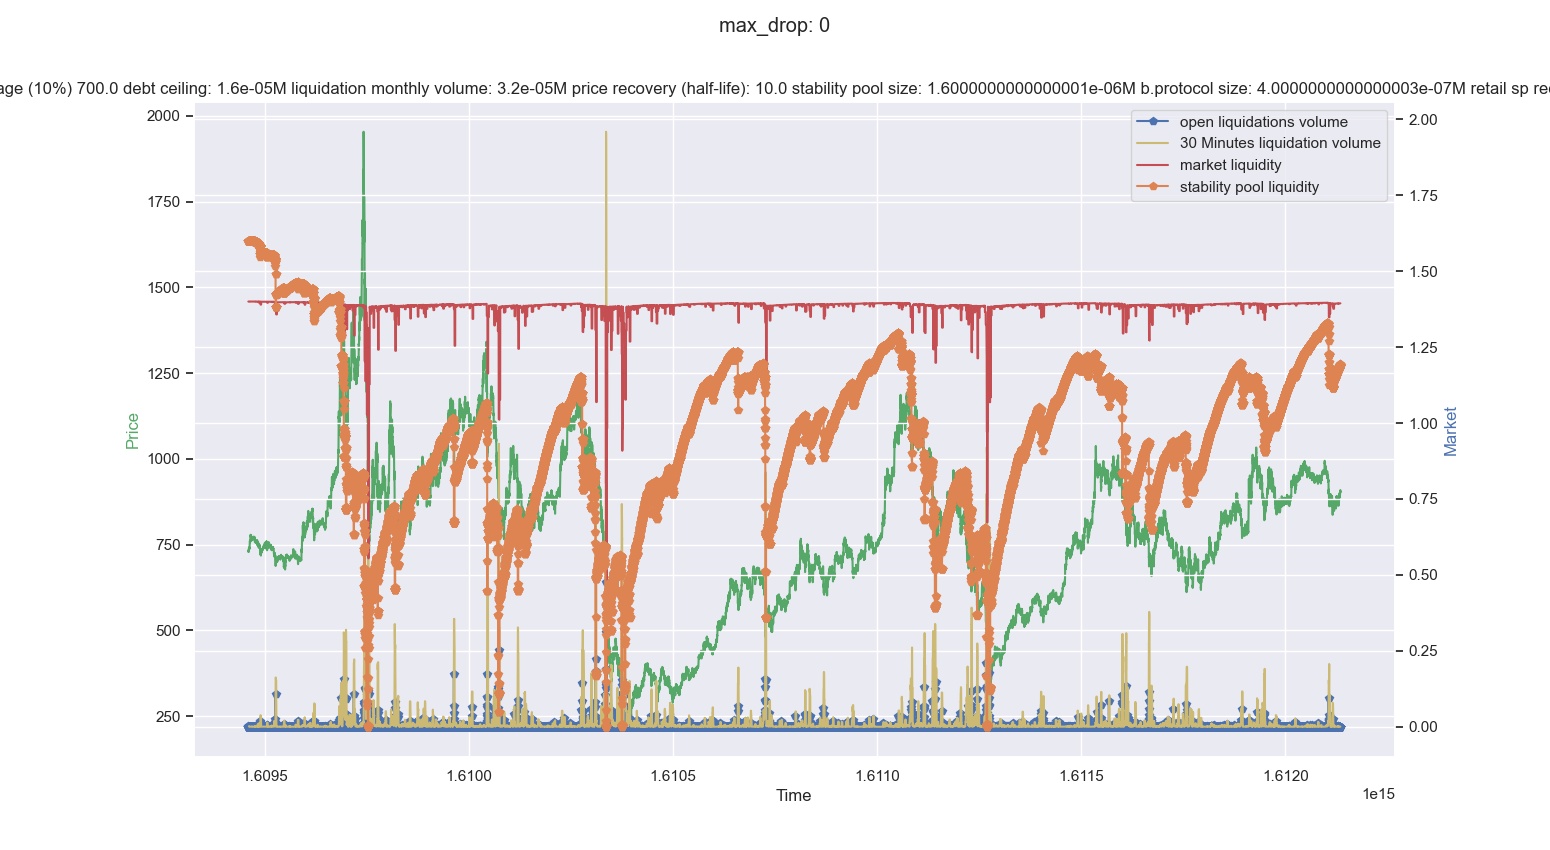 max_drop: 0
age (10%) 700.0 debt ceiling: 1.6e-05M liquidation monthly volume: 3.2e-05M price recovery (half-life): 10.0 stability pool size: 1.6000000000000001e-06M b.protocol size: 4.0000000000000003e-07M retail sp re
open liquidations volume
30 Minutes liquidation volume
market liquidity
stability pool liquidity
2000
1750
1500
1250
1000
750
500
250
Price
2.00
1.75
1.50
1.25
1.00
0.75
0.50
0.25
0.00
Market
1.6095 1.6100 1.6105 1.6110 1.6115 1.6120
1e15
Time